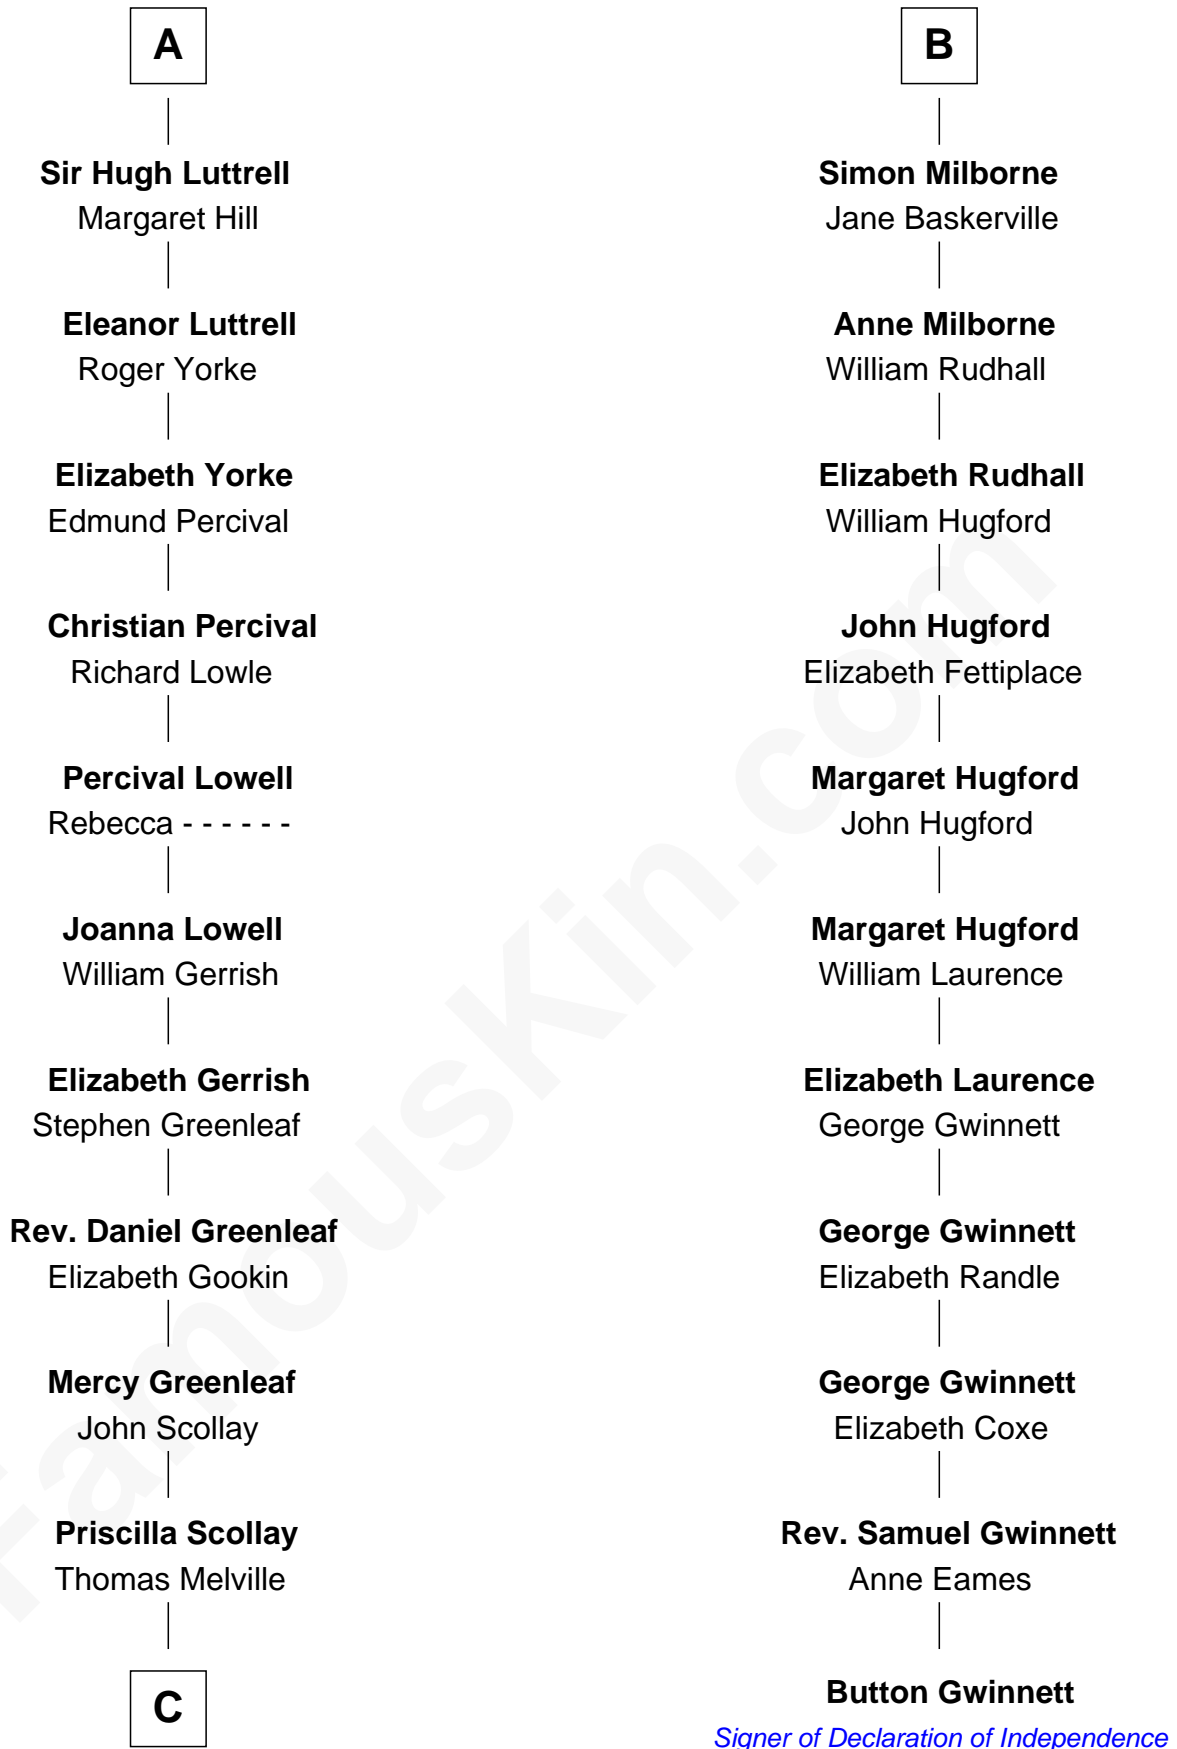 A
Sir Hugh Luttrell
Margaret Hill
Eleanor Luttrell
Roger Yorke
Elizabeth Yorke
Edmund Percival
Christian Percival
Richard Lowle
Percival Lowell
Rebecca - - - - - -
Joanna Lowell
William Gerrish
Elizabeth Gerrish
Stephen Greenleaf
Rev. Daniel Greenleaf
Elizabeth Gookin
Mercy Greenleaf
John Scollay
Priscilla Scollay
Thomas Melville
C
B
Simon Milborne
Jane Baskerville
Anne Milborne
William Rudhall
Elizabeth Rudhall
William Hugford
John Hugford
Elizabeth Fettiplace
Margaret Hugford
John Hugford
Margaret Hugford
William Laurence
Elizabeth Laurence
George Gwinnett
George Gwinnett
Elizabeth Randle
George Gwinnett
Elizabeth Coxe
Rev. Samuel Gwinnett
Anne Eames
Button Gwinnett
Signer of Declaration of Independence
FamousKin.com